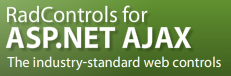 RadControls for
ASP.NET AJAX
The industry-standard web controls